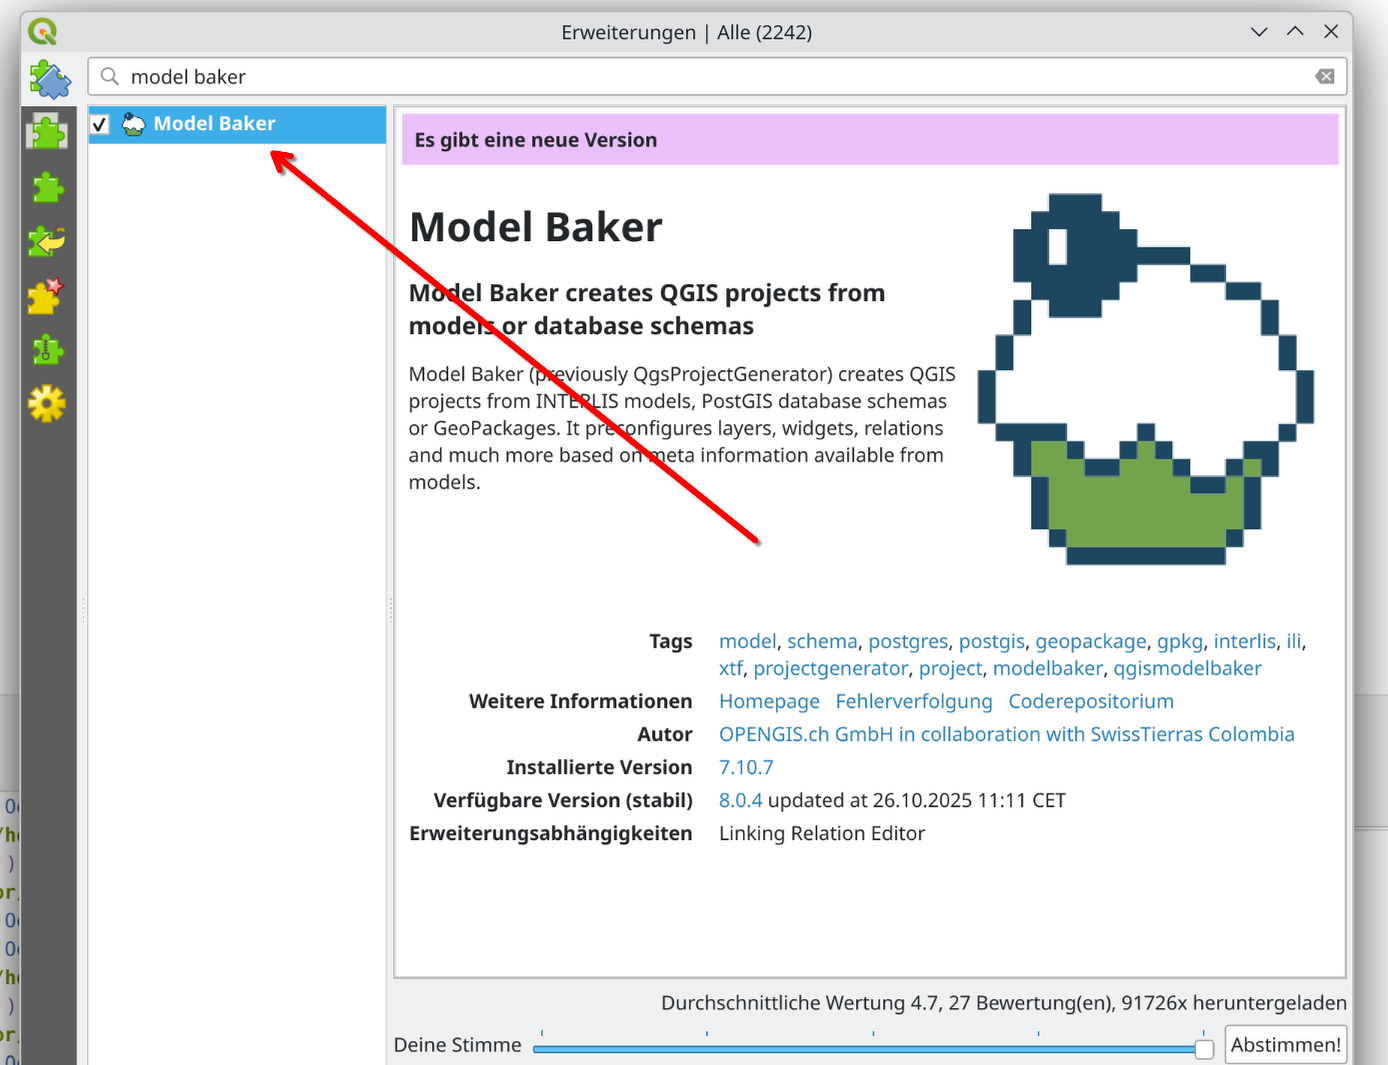 Erweiterungen | Alle (2242)
model baker
Model Baker
Es gibt eine neue Version
Model Baker
Model Baker creates QGIS projects from
models or database schemas
Model Baker (previously QgsProjectGenerator) creates QGIS
projects from INTERLIS models, PostGIS database schemas
or GeoPackages. It preconfigures layers, widgets, relations
and much more based on meta information available from
models.
Tags model, schema, postgres, postgis, geopackage, gpkg, interlis, ili,
xtf, projectgenerator, project, modelbaker, qgismodelbaker
Weitere Informationen Homepage Fehlerverfolgung Coderepositorium
Autor OPENGIS.ch GmbH in collaboration with SwissTierras Colombia
Installierte Version 7.10.7
Verfügbare Version (stabil) 8.0.4 updated at 26.10.2025 11:11 CET
Erweiterungsabhängigkeiten Linking Relation Editor
Durchschnittliche Wertung 4.7, 27 Bewertung(en), 91726x heruntergeladen
Deine Stimme Abstimmen!